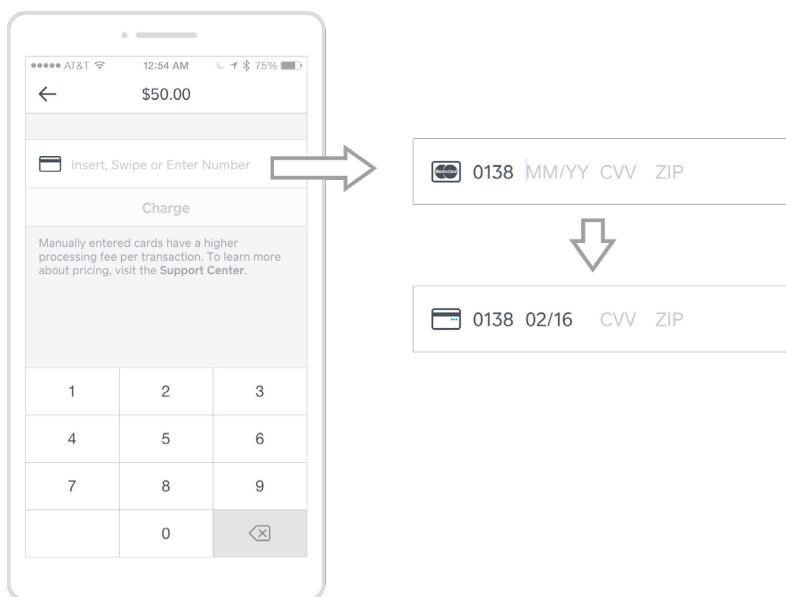 AT&T 12:54 AM 75%
$50.00
Insert, Swipe or Enter Number
Charge
Manually entered cards have a higher
processing fee per transaction. To learn more
about pricing, visit the Support Center.
1 2 3
4 5 6
7 8 9
0
MasterCard 0138 MM/YY CVV ZIP
0138 02/16 CVV ZIP